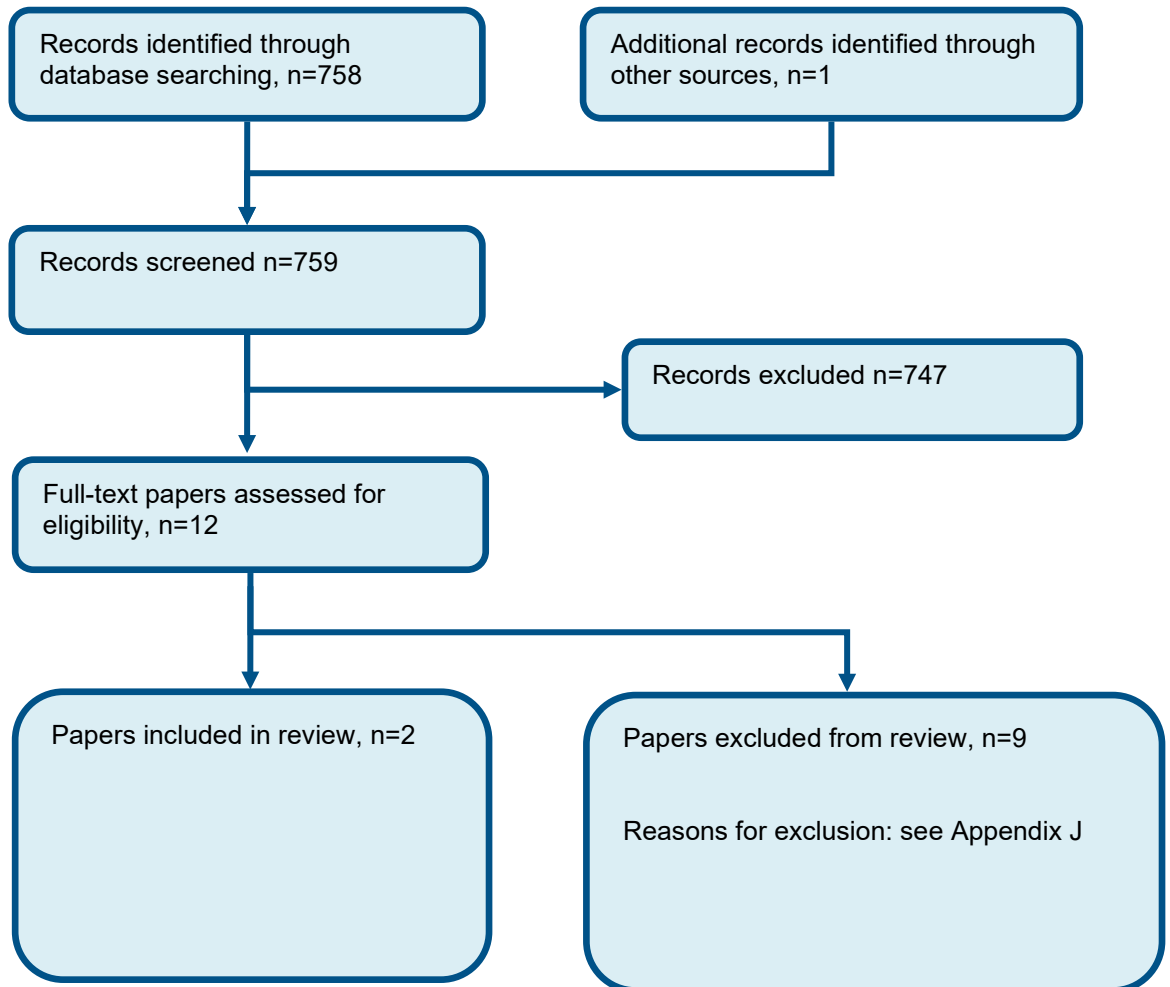 Records identified through
database searching, n=758
Additional records identified through
other sources, n=1
Records screened n=759
Records excluded n=747
Full-text papers assessed for
eligibility, n=12
Papers included in review, n=2
Papers excluded from review, n=9
Reasons for exclusion: see Appendix J